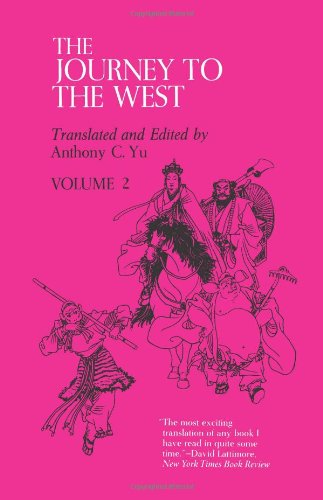 THE
JOURNEY TO
THE WEST
Translated and Edited by
Anthony C. Yu
VOLUME 2
"The most exciting
translation of any book I
have read in quite some
time."—David Lattimore,
New York Times Book Review